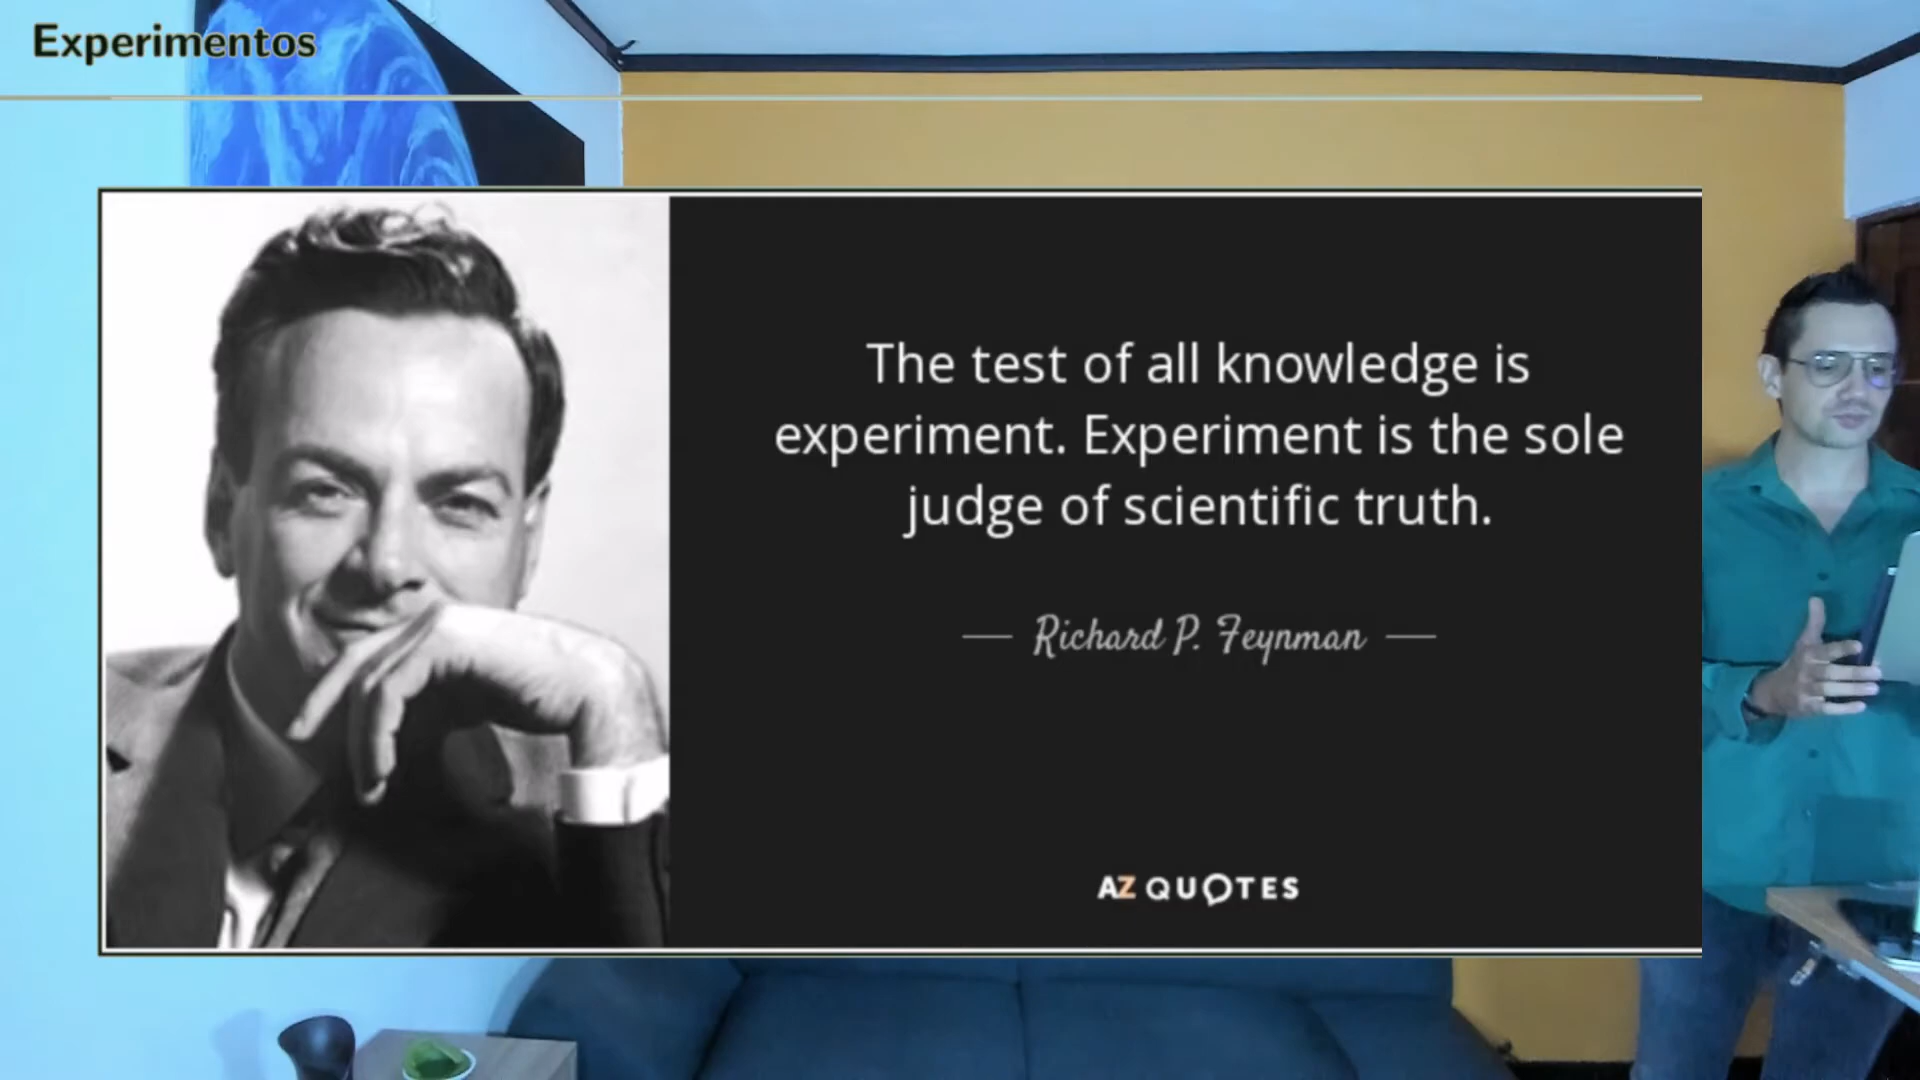 Experimentos
The test of all knowledge is
experiment. Experiment is the sole
judge of scientific truth.
— Richard P. Feynman —
AZ QUOTES